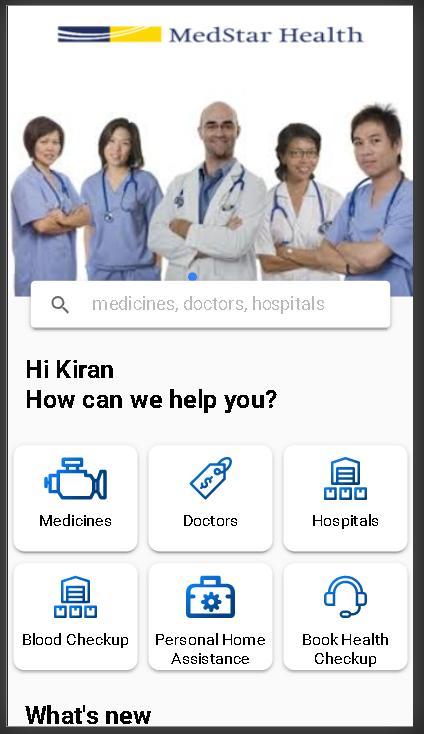 MedStar Health
medicines, doctors, hospitals
Hi Kiran
How can we help you?
Medicines
Doctors
Hospitals
Blood Checkup
Personal Home
Assistance
Book Health
Checkup
What's new